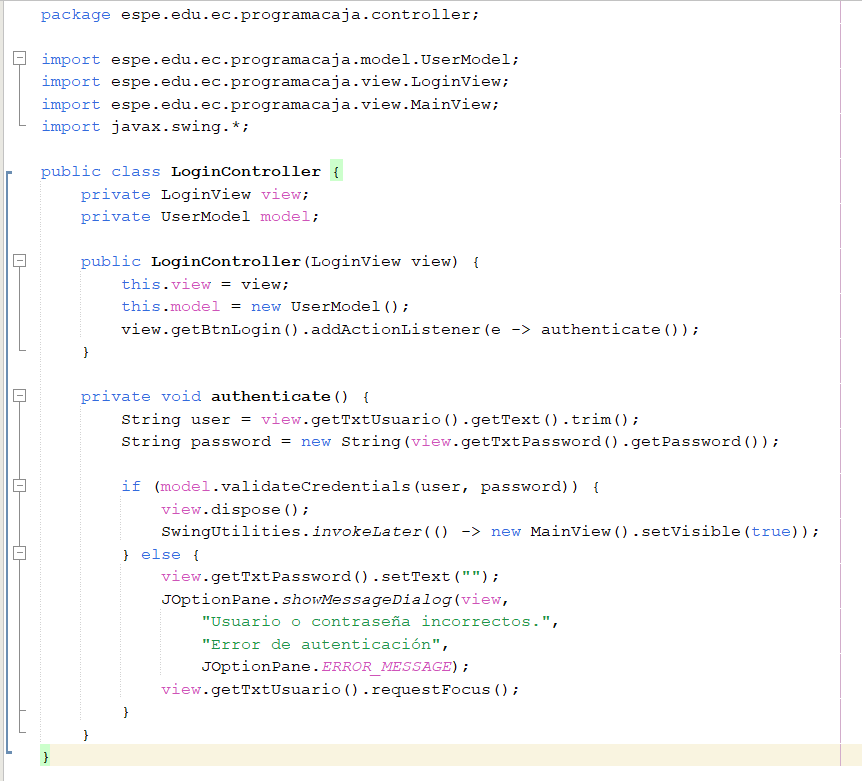 package espe.edu.ec.programacaja.controller;
import espe.edu.ec.programacaja.model.UserModel;
import espe.edu.ec.programacaja.view.LoginView;
import espe.edu.ec.programacaja.view.MainView;
import javax.swing.*;
public class LoginController {
    private LoginView view;
    private UserModel model;
    public LoginController(LoginView view) {
        this.view = view;
        this.model = new UserModel();
        view.getBtnLogin().addActionListener(e -> authenticate());
    }
    private void authenticate() {
        String user = view.getTxtUsuario().getText().trim();
        String password = new String(view.getTxtPassword().getPassword());
        if (model.validateCredentials(user, password)) {
            view.dispose();
            SwingUtilities.invokeLater(() -> new MainView().setVisible(true));
        } else {
            view.getTxtPassword().setText("");
            JOptionPane.showMessageDialog(view,
                "Usuario o contraseña incorrectos.",
                "Error de autenticación",
                JOptionPane.ERROR_MESSAGE);
            view.getTxtUsuario().requestFocus();
        }
    }
}